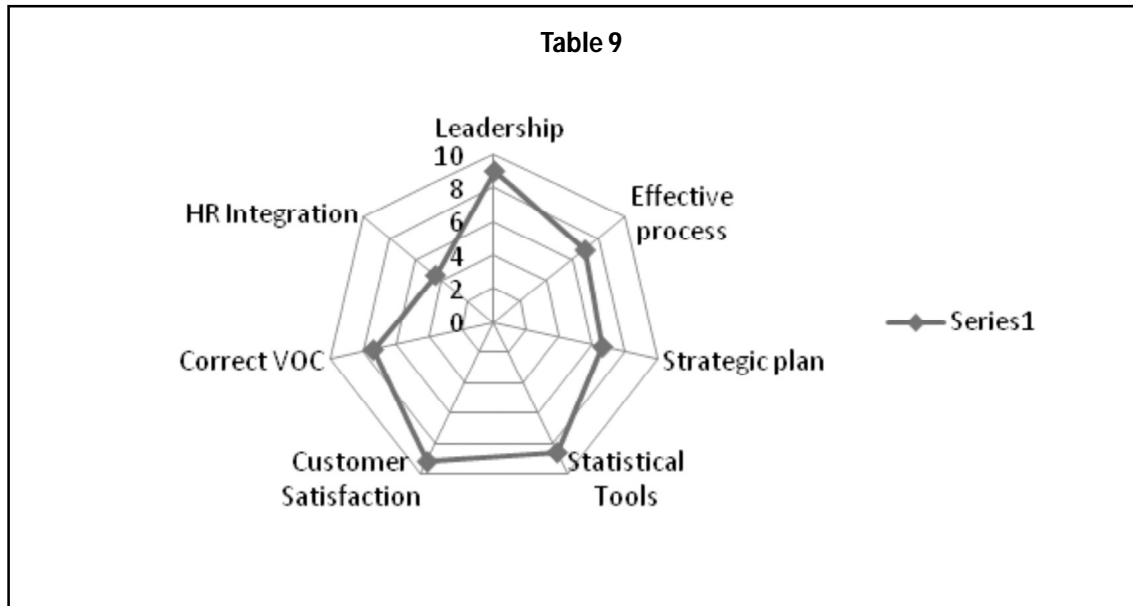 Table 9
Leadership
10
8
6
4
2
0
Effective
process
HR Integration
Correct VOC
Strategic plan
Customer
Satisfaction
Statistical
Tools
Series1